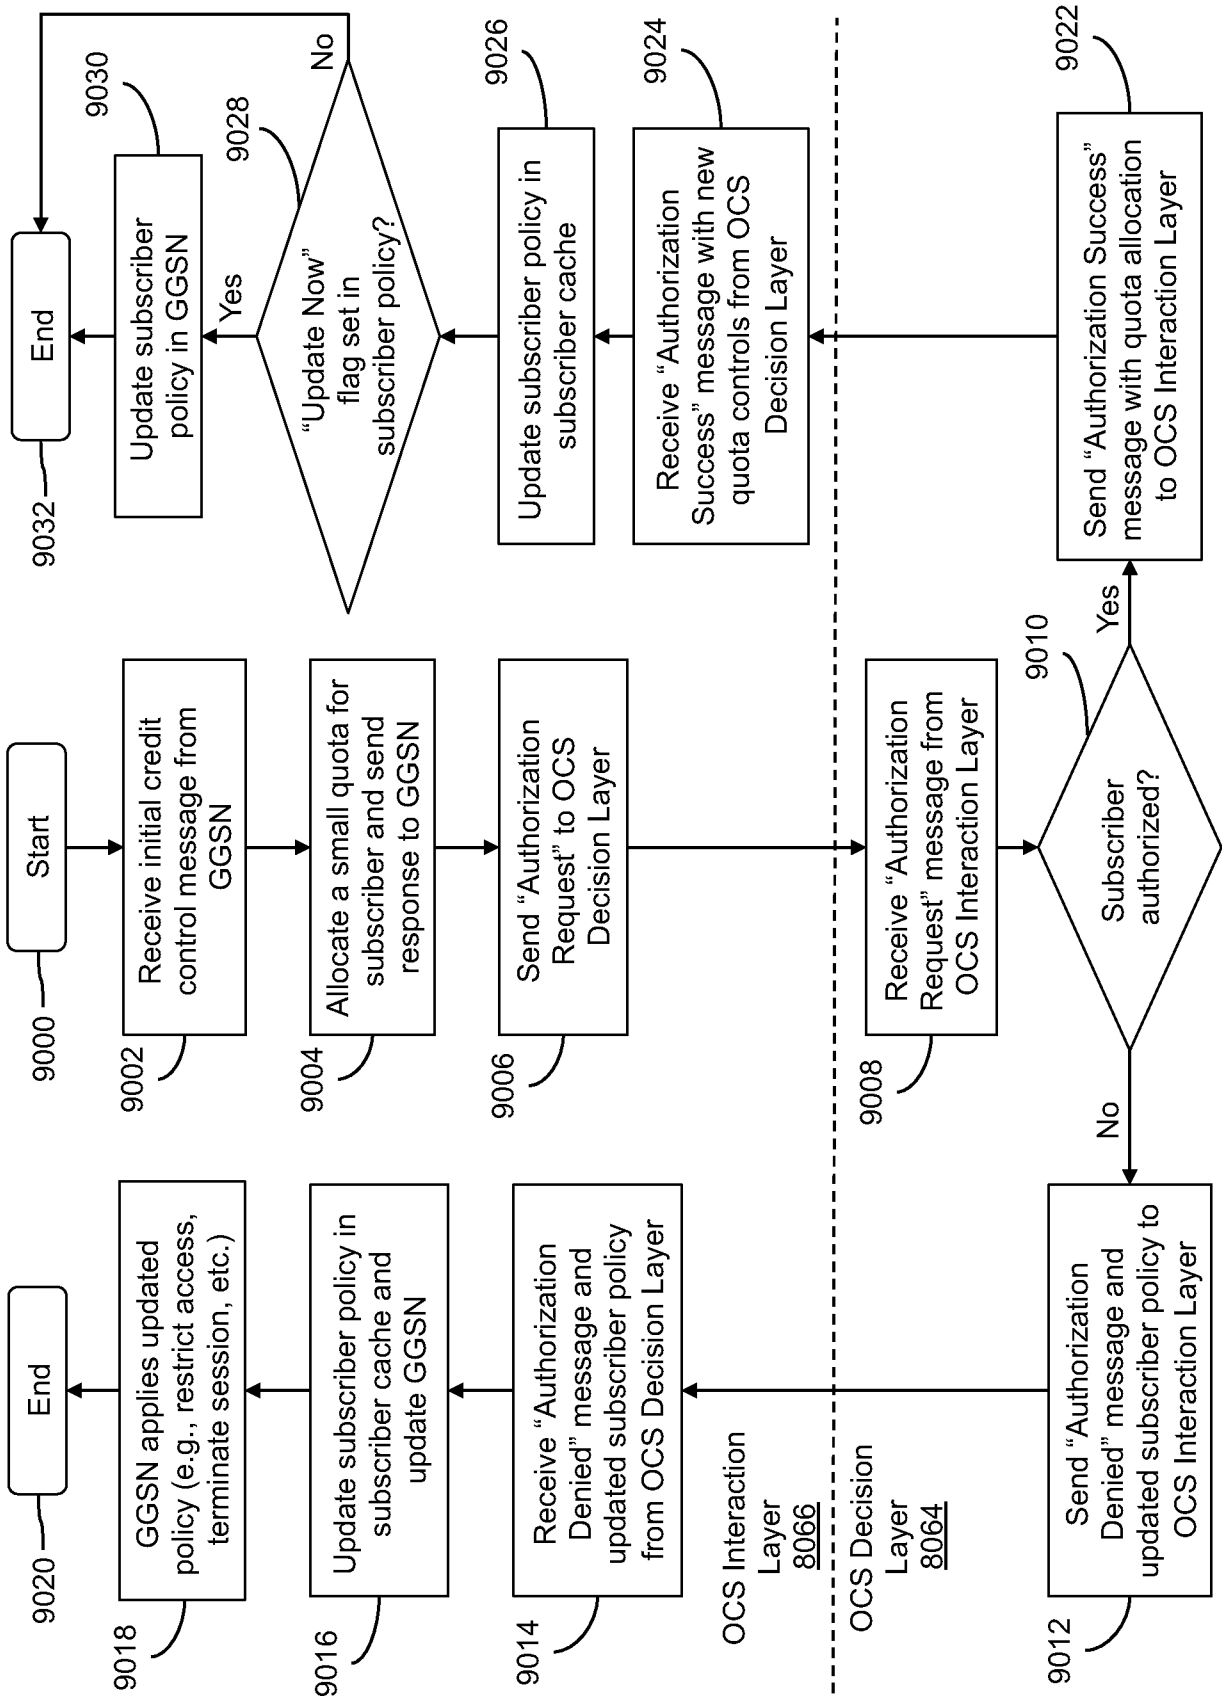 9000
Start
9002
Receive initial credit
control message from
GGSN
9004
Allocate a small quota for
subscriber and send
response to GGSN
9006
Send “Authorization
Request” to OCS
Decision Layer
9008
Receive “Authorization
Request” message from
OCS Interaction Layer
9010
Subscriber
authorized?
No
Yes
9012
Send “Authorization
Denied” message and
updated subscriber policy to
OCS Interaction Layer
9014
Receive “Authorization
Denied” message and
updated subscriber policy
from OCS Decision Layer
9016
Update subscriber policy in
subscriber cache and
update GGSN
9018
GGSN applies updated
policy (e.g., restrict access,
terminate session, etc.)
9020
End
9022
Send “Authorization Success”
message with quota allocation
to OCS Interaction Layer
9024
Receive “Authorization
Success” message with new
quota controls from OCS
Decision Layer
9026
Update subscriber policy in
subscriber cache
9028
“Update Now”
flag set in
subscriber policy?
Yes
No
9030
Update subscriber
policy in GGSN
9032
End
OCS Interaction
Layer
8066
OCS Decision
Layer
8064